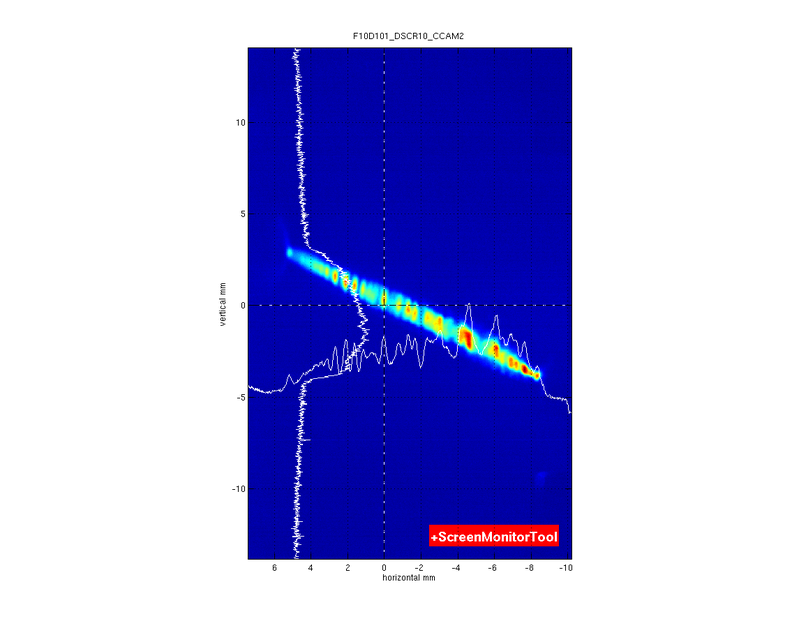 F10D101_DSCR10_CCAM2
10
5
0
-5
-10
vertical mm
6 4 2 0 -2 -4 -6 -8 -10
horizontal mm
+ScreenMonitorTool